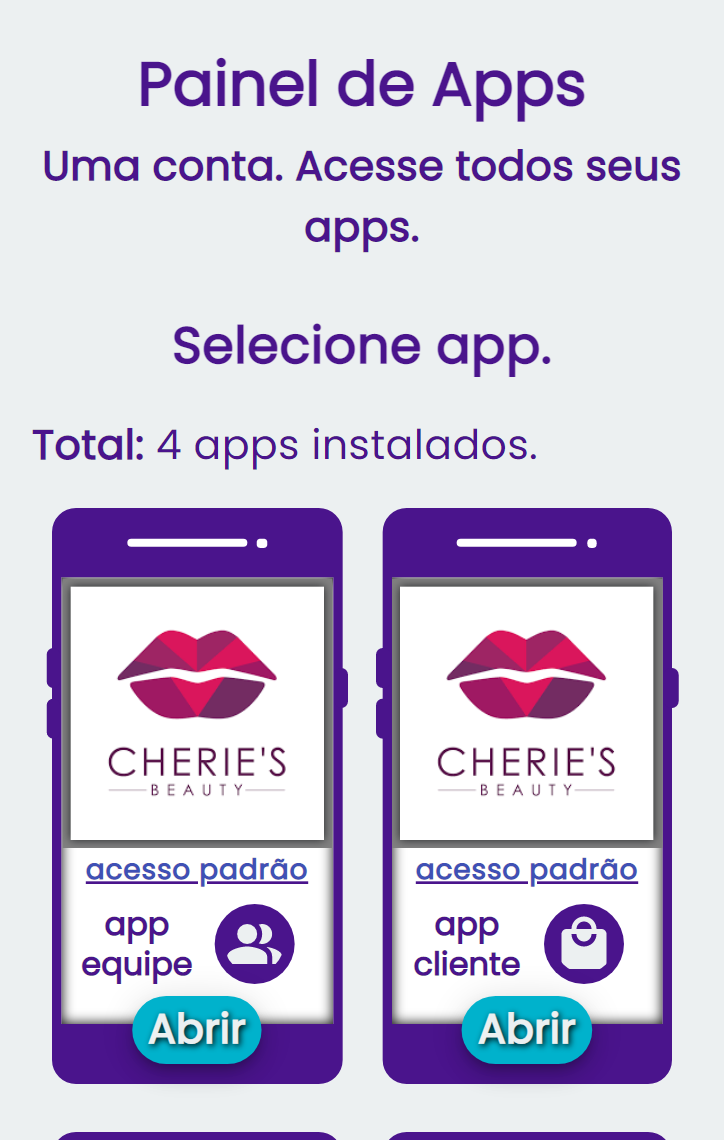 Painel de Apps
Uma conta. Acesse todos seus
apps.
Selecione app.
Total: 4 apps instalados.
CHERIE'S
BEAUTY
acesso padrão
app
equipe
Abrir
CHERIE'S
BEAUTY
acesso padrão
app
cliente
Abrir